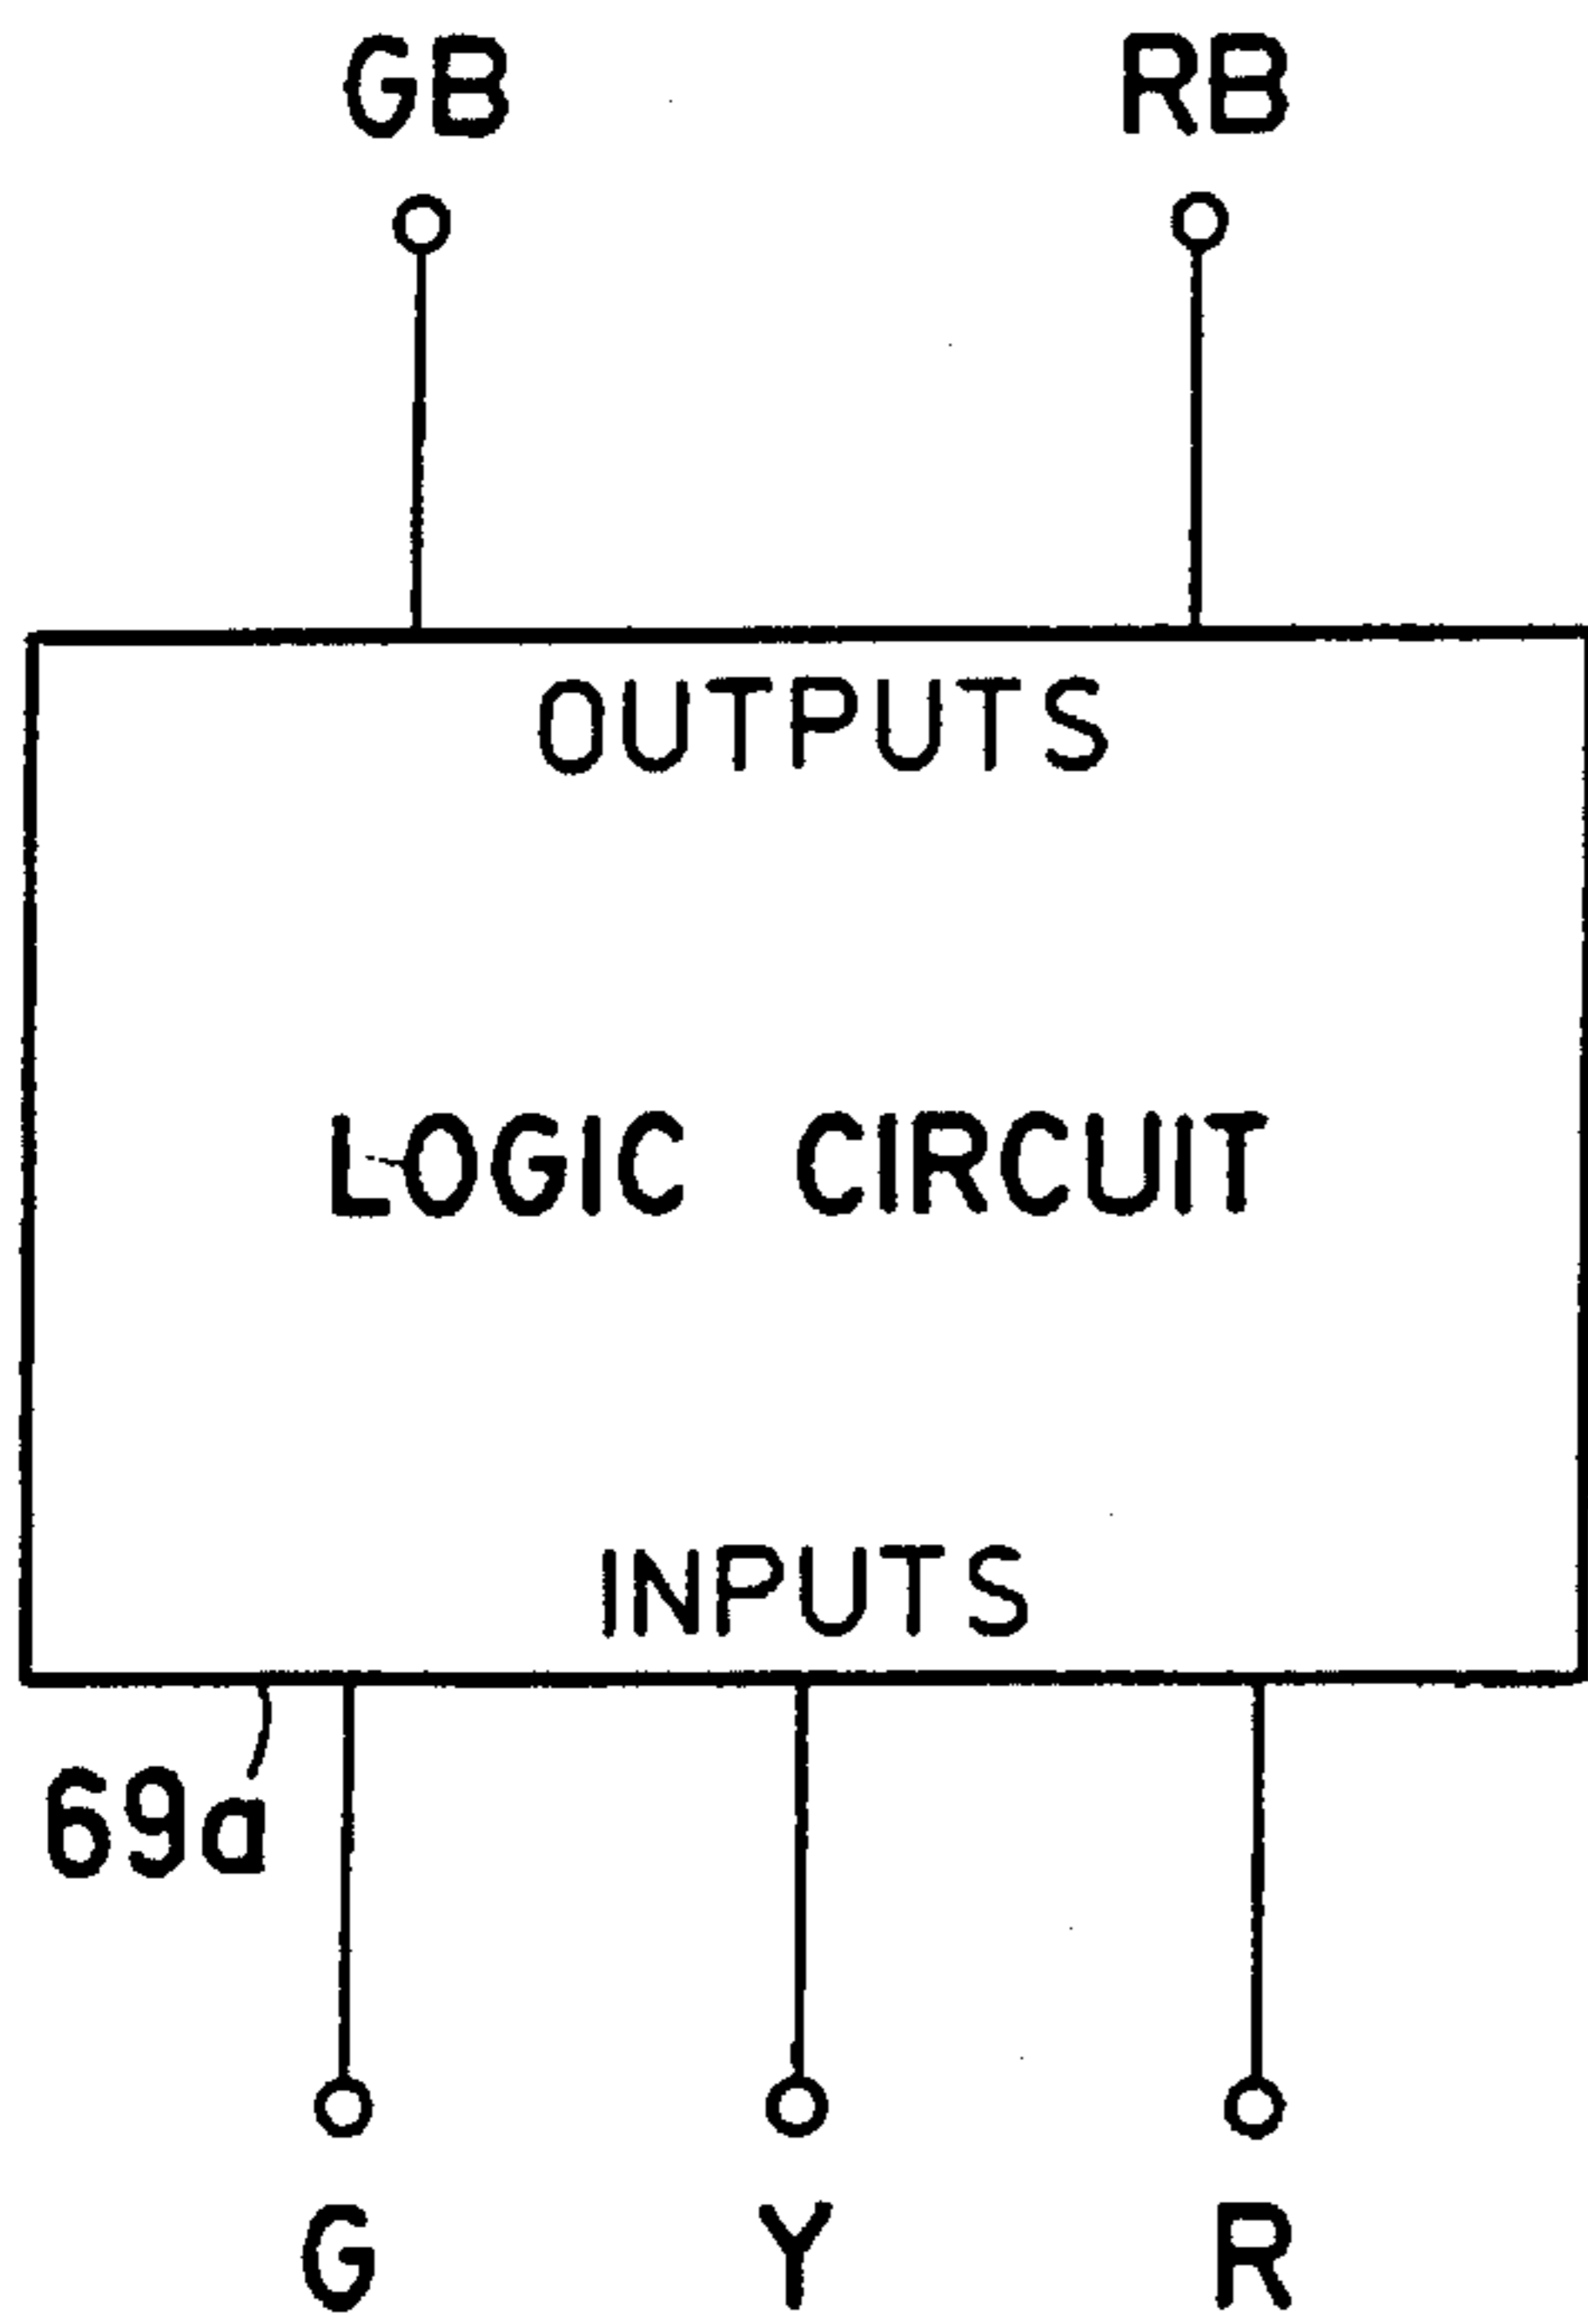 GB RB
OUTPUTS
LOGIC CIRCUIT
INPUTS
69a
G Y R